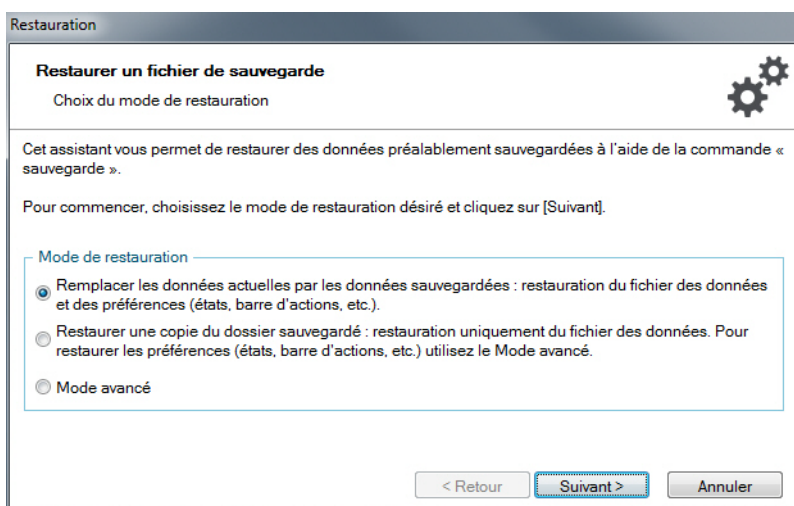 Restauration
Restaurer un fichier de sauvegarde
Choix du mode de restauration
Cet assistant vous permet de restaurer des données préalablement sauvegardées à l'aide de la commande «
sauvegarde ».
Pour commencer, choisissez le mode de restauration désiré et cliquez sur [Suivant].
Mode de restauration
Remplacer les données actuelles par les données sauvegardées : restauration du fichier des données
et des préférences (états, barre d'actions, etc.).
Restaurer une copie du dossier sauvegardé : restauration uniquement du fichier des données. Pour
restaurer les préférences (états, barre d'actions, etc.) utilisez le Mode avancé.
Mode avancé
< Retour
Suivant >
Annuler